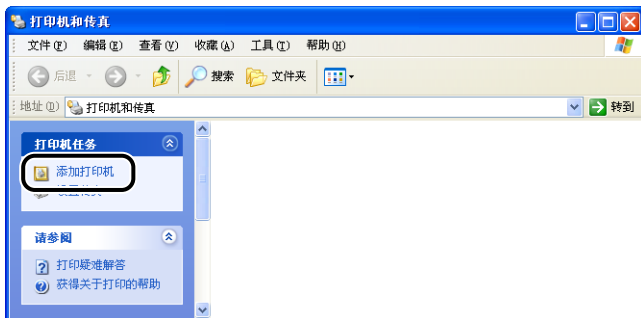 打印机和传真
文件(F) 编辑(E) 查看(V) 收藏(A) 工具(T) 帮助(H)
后退 搜索 文件夹
地址(D) 打印机和传真 转到
打印机任务
添加打印机
请参阅
打印疑难解答
获得关于打印的帮助